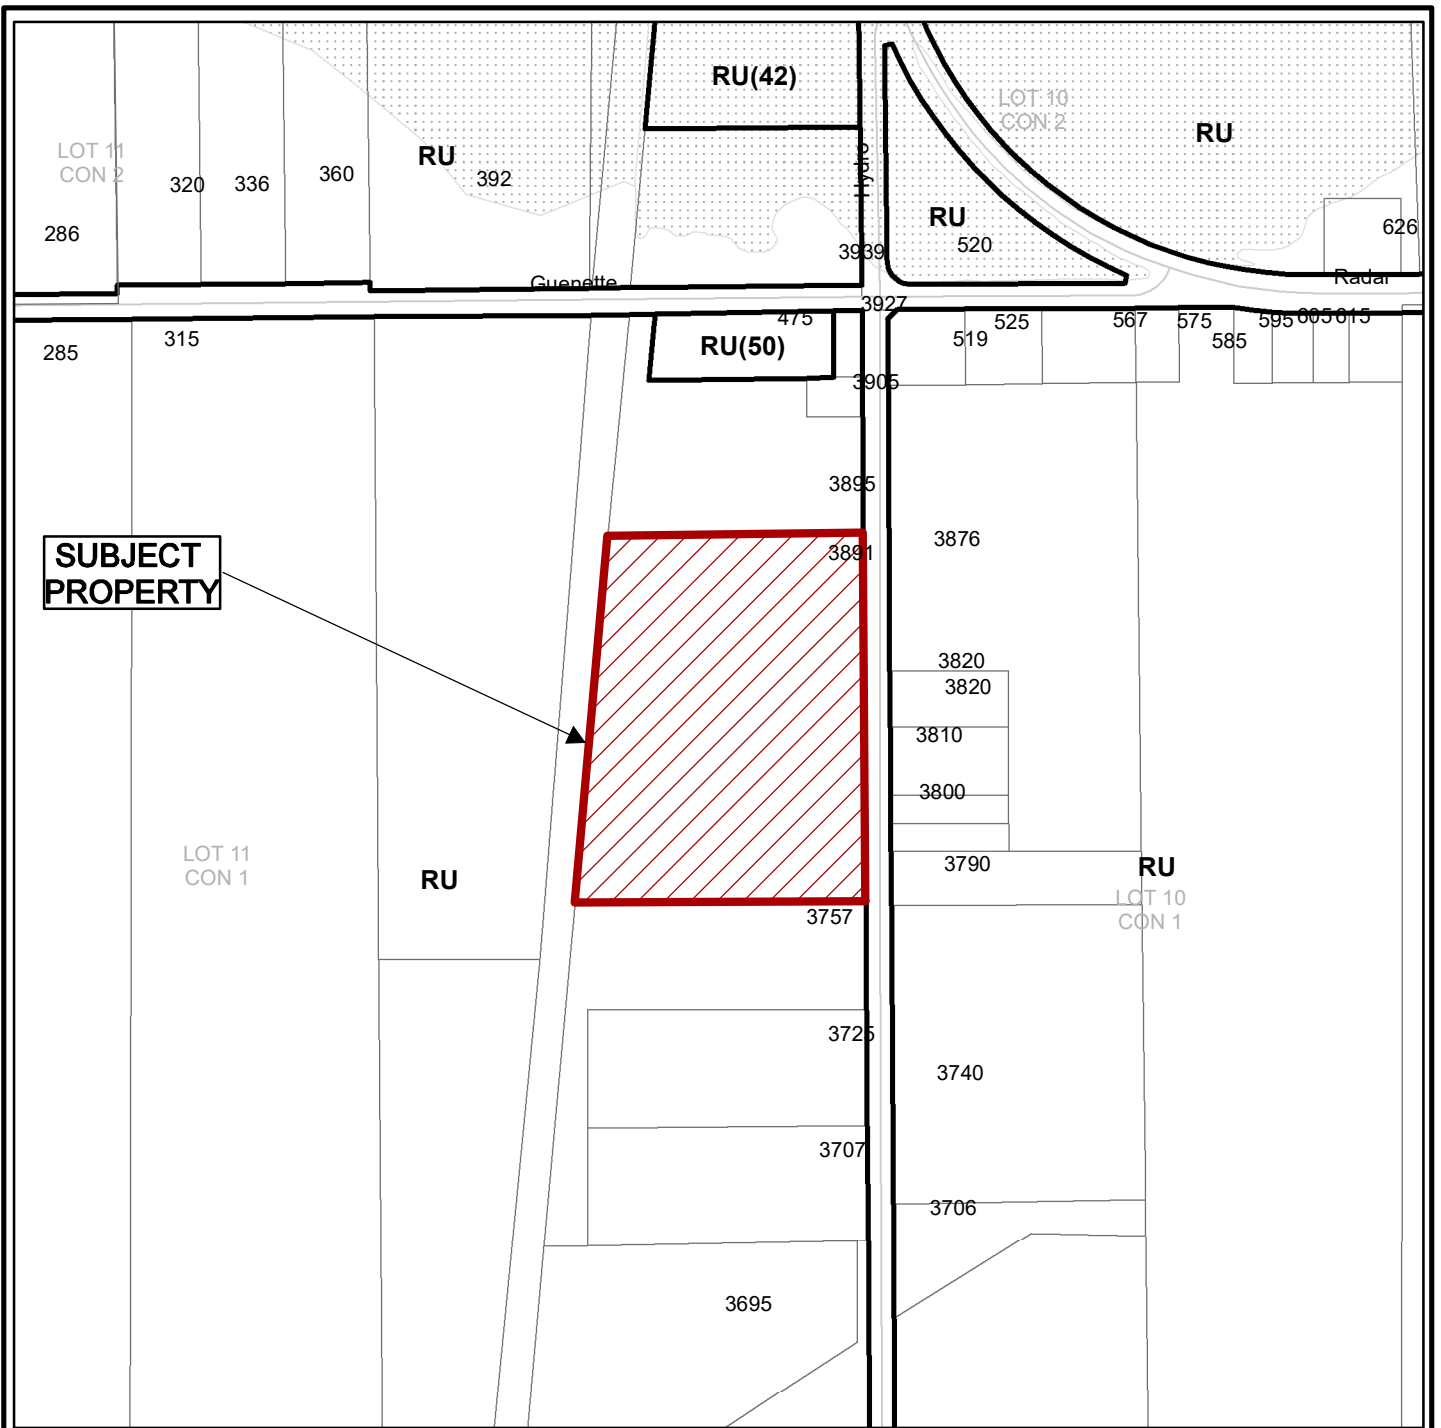 RU(42)
LOT 10
CON 2
RU
LOT 11
CON 2
RU
Hydro
320
336
360
392
RU
520
286
626
3939
Guenette
Radar
3927
475
315
285
RU(50)
519
525
567
575
585
595
605
615
3905
3895
SUBJECT
PROPERTY
3891
3876
3820
3820
3810
3800
LOT 11
CON 1
RU
3790
RU
LOT 10
CON 1
3757
3725
3740
3707
3706
3695